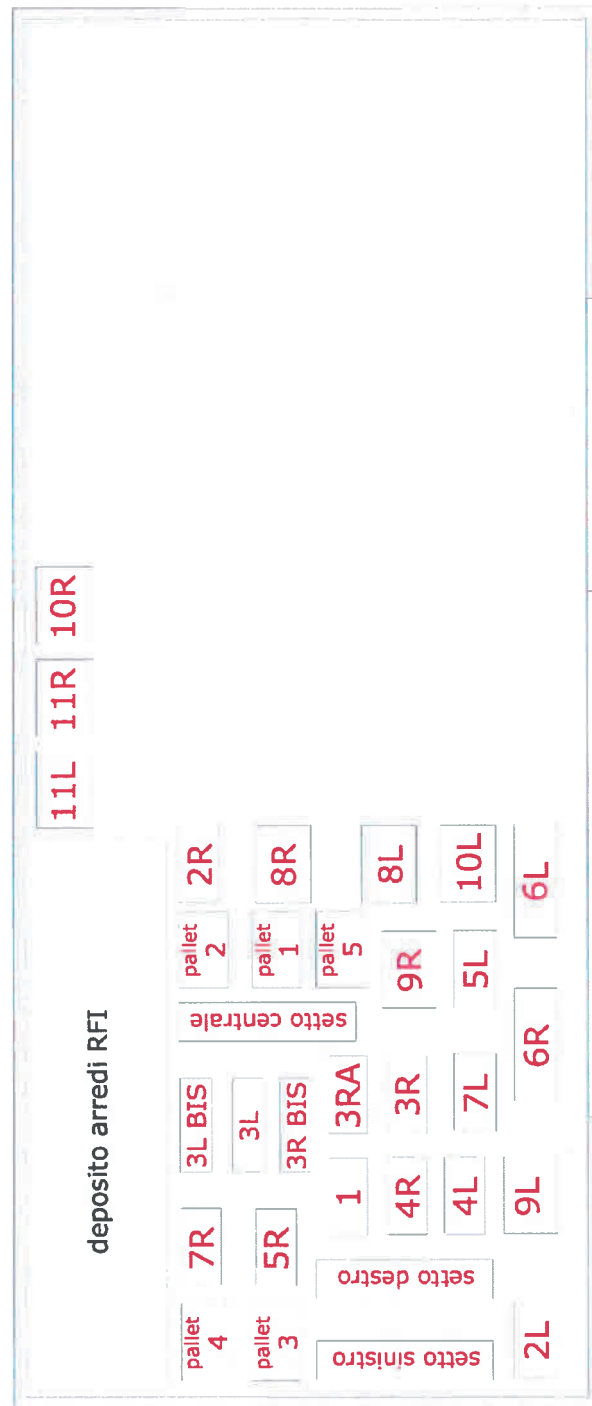 11L
11R
10R
deposito arredi RFI
pallet
4
7R
3L BIS
setto centrale
pallet
2
2R
pallet
3
5R
3L
3R BIS
pallet
1
8R
setto sinistro
setto destro
1
3RA
pallet
5
4R
3R
9R
8L
4L
7L
5L
10L
2L
9L
6R
6L